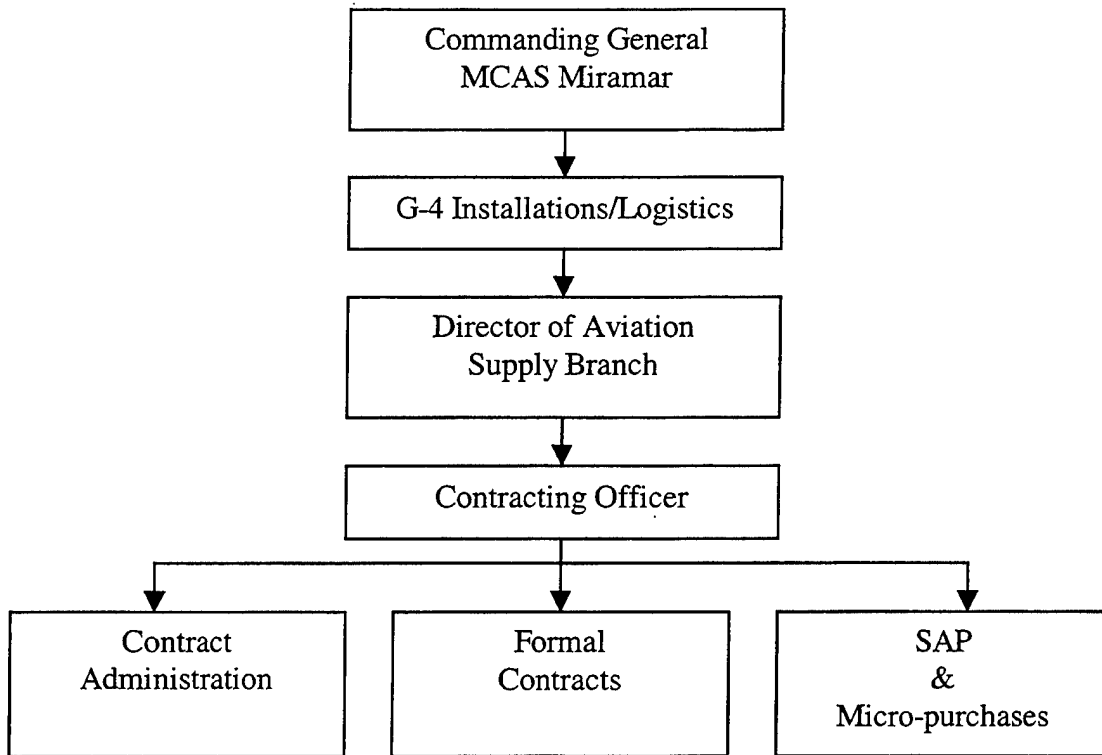 Commanding General
MCAS Miramar
G-4 Installations/Logistics
Director of Aviation
Supply Branch
Contracting Officer
Contract
Administration
Formal
Contracts
SAP
&
Micro-purchases